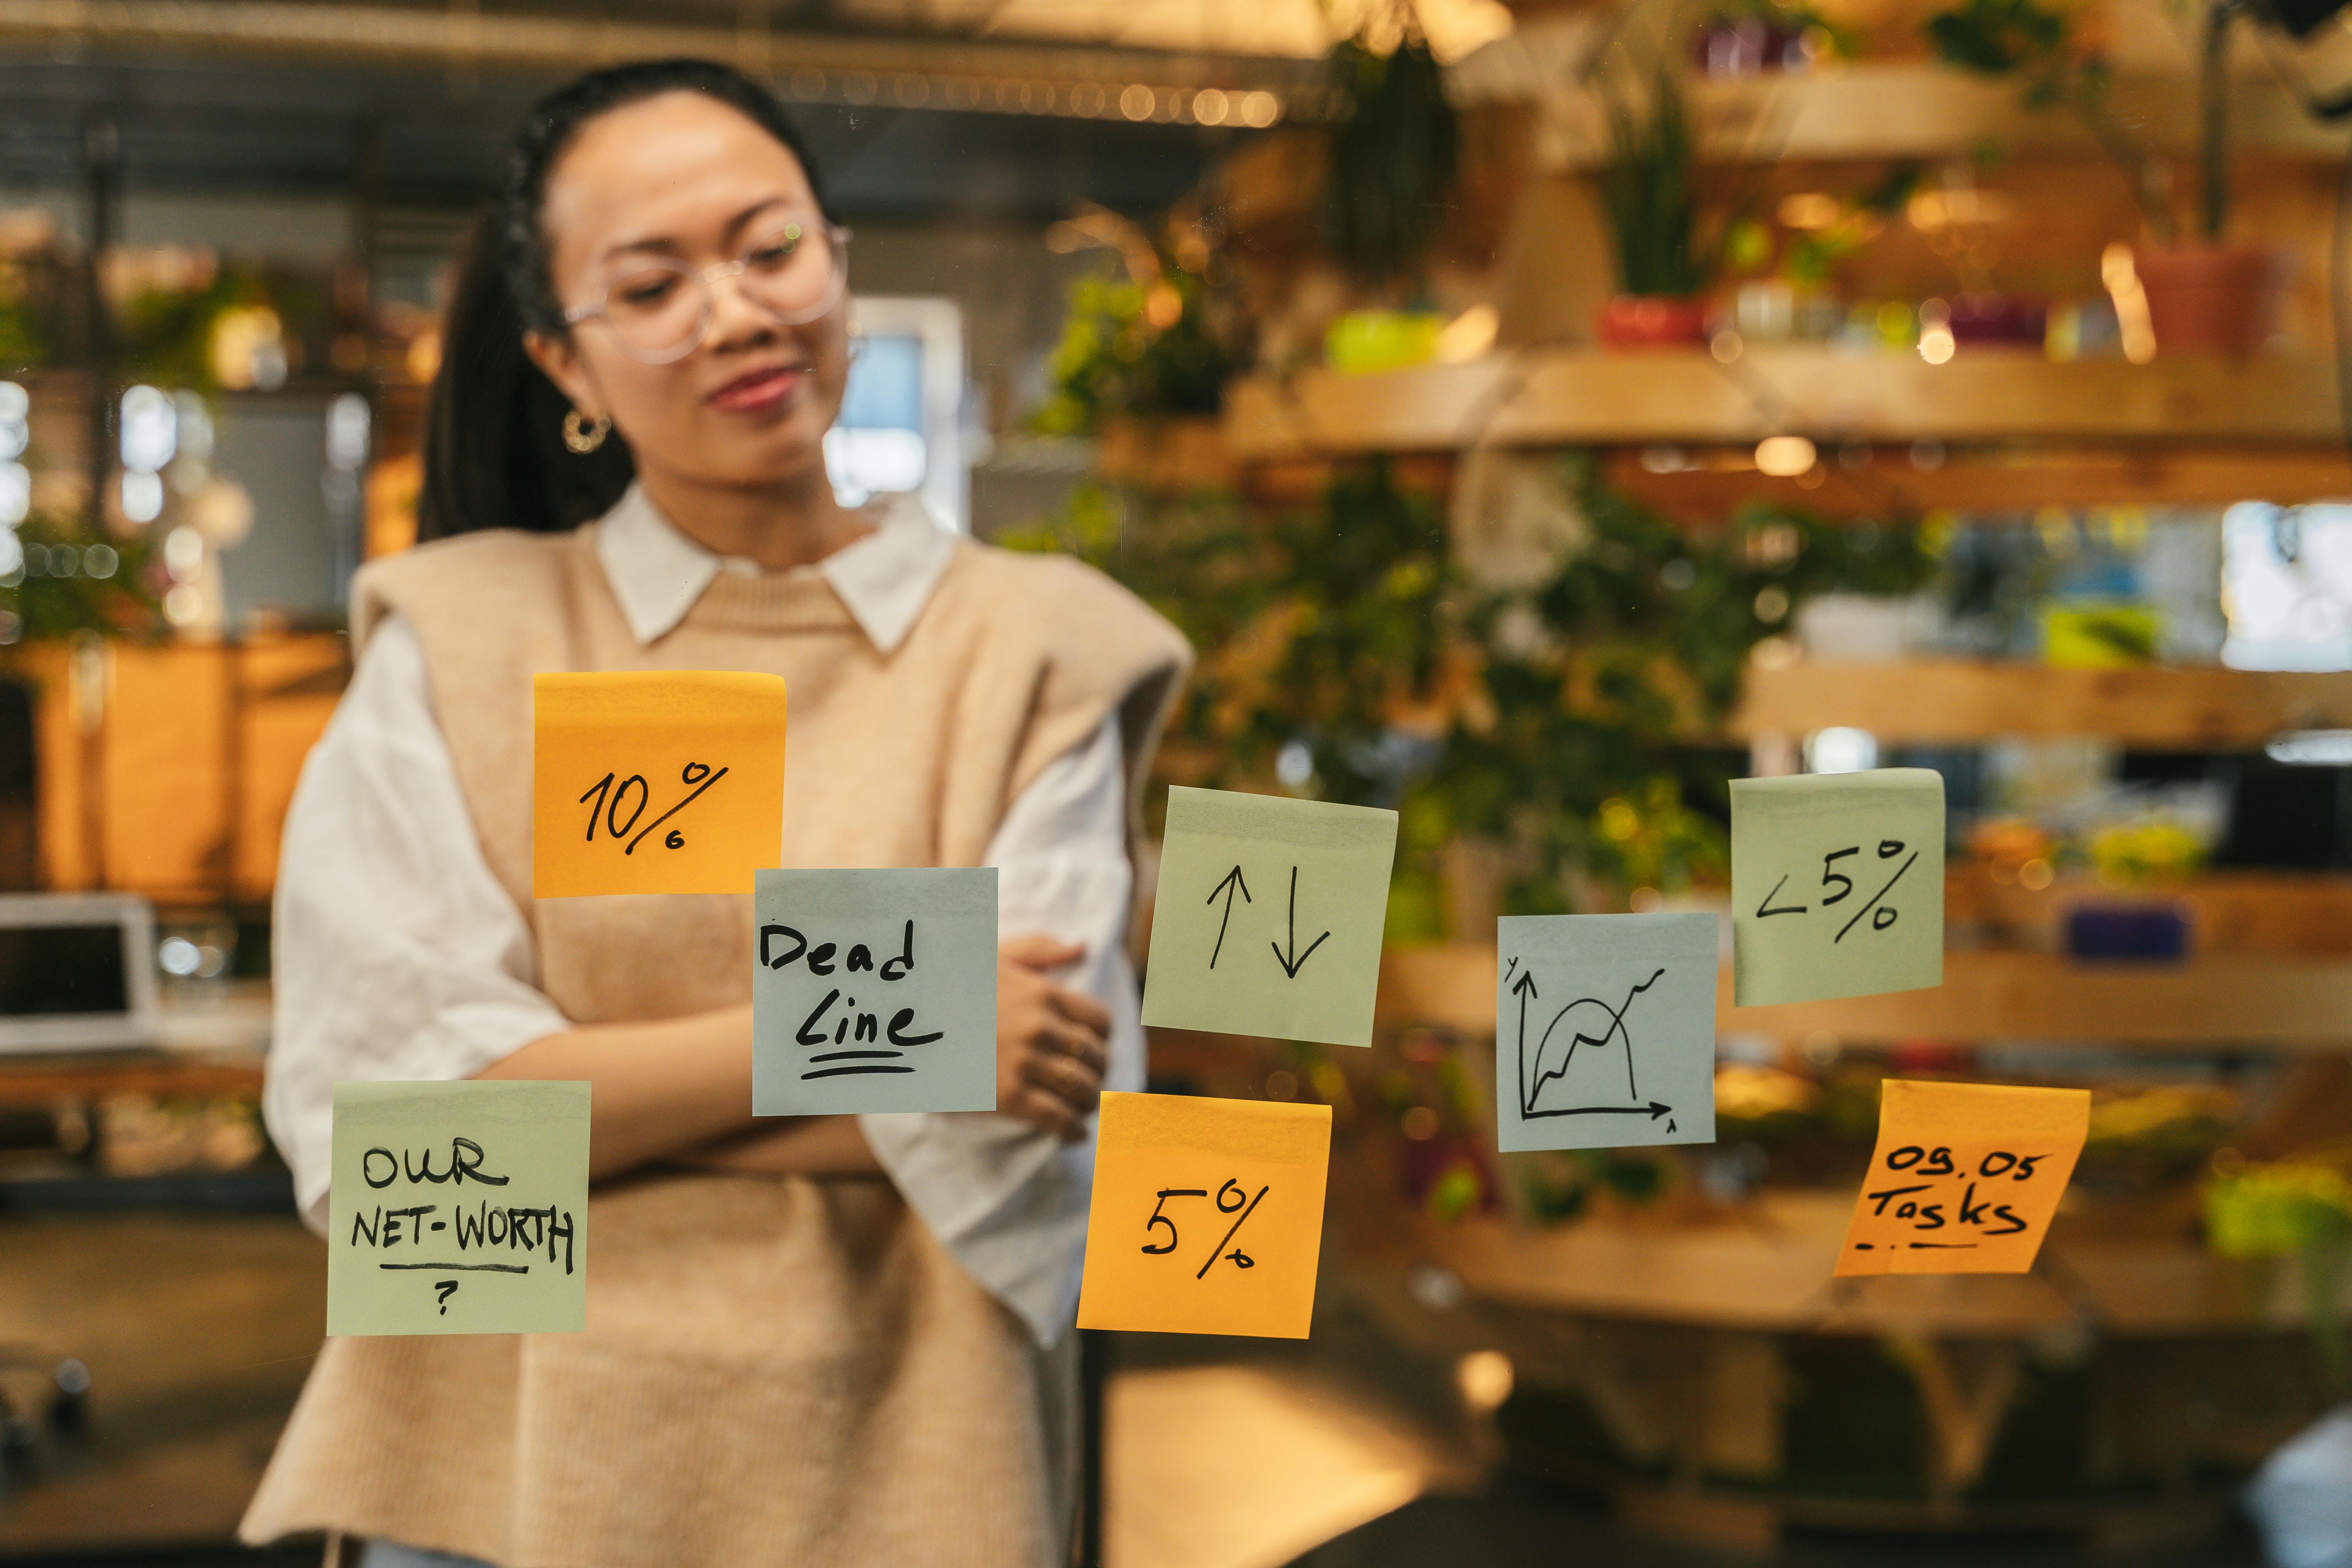 10%
Dead
Line
↑↓
<5%
y
x
OUR
NET-WORTH
?
5%
09.05
Tasks